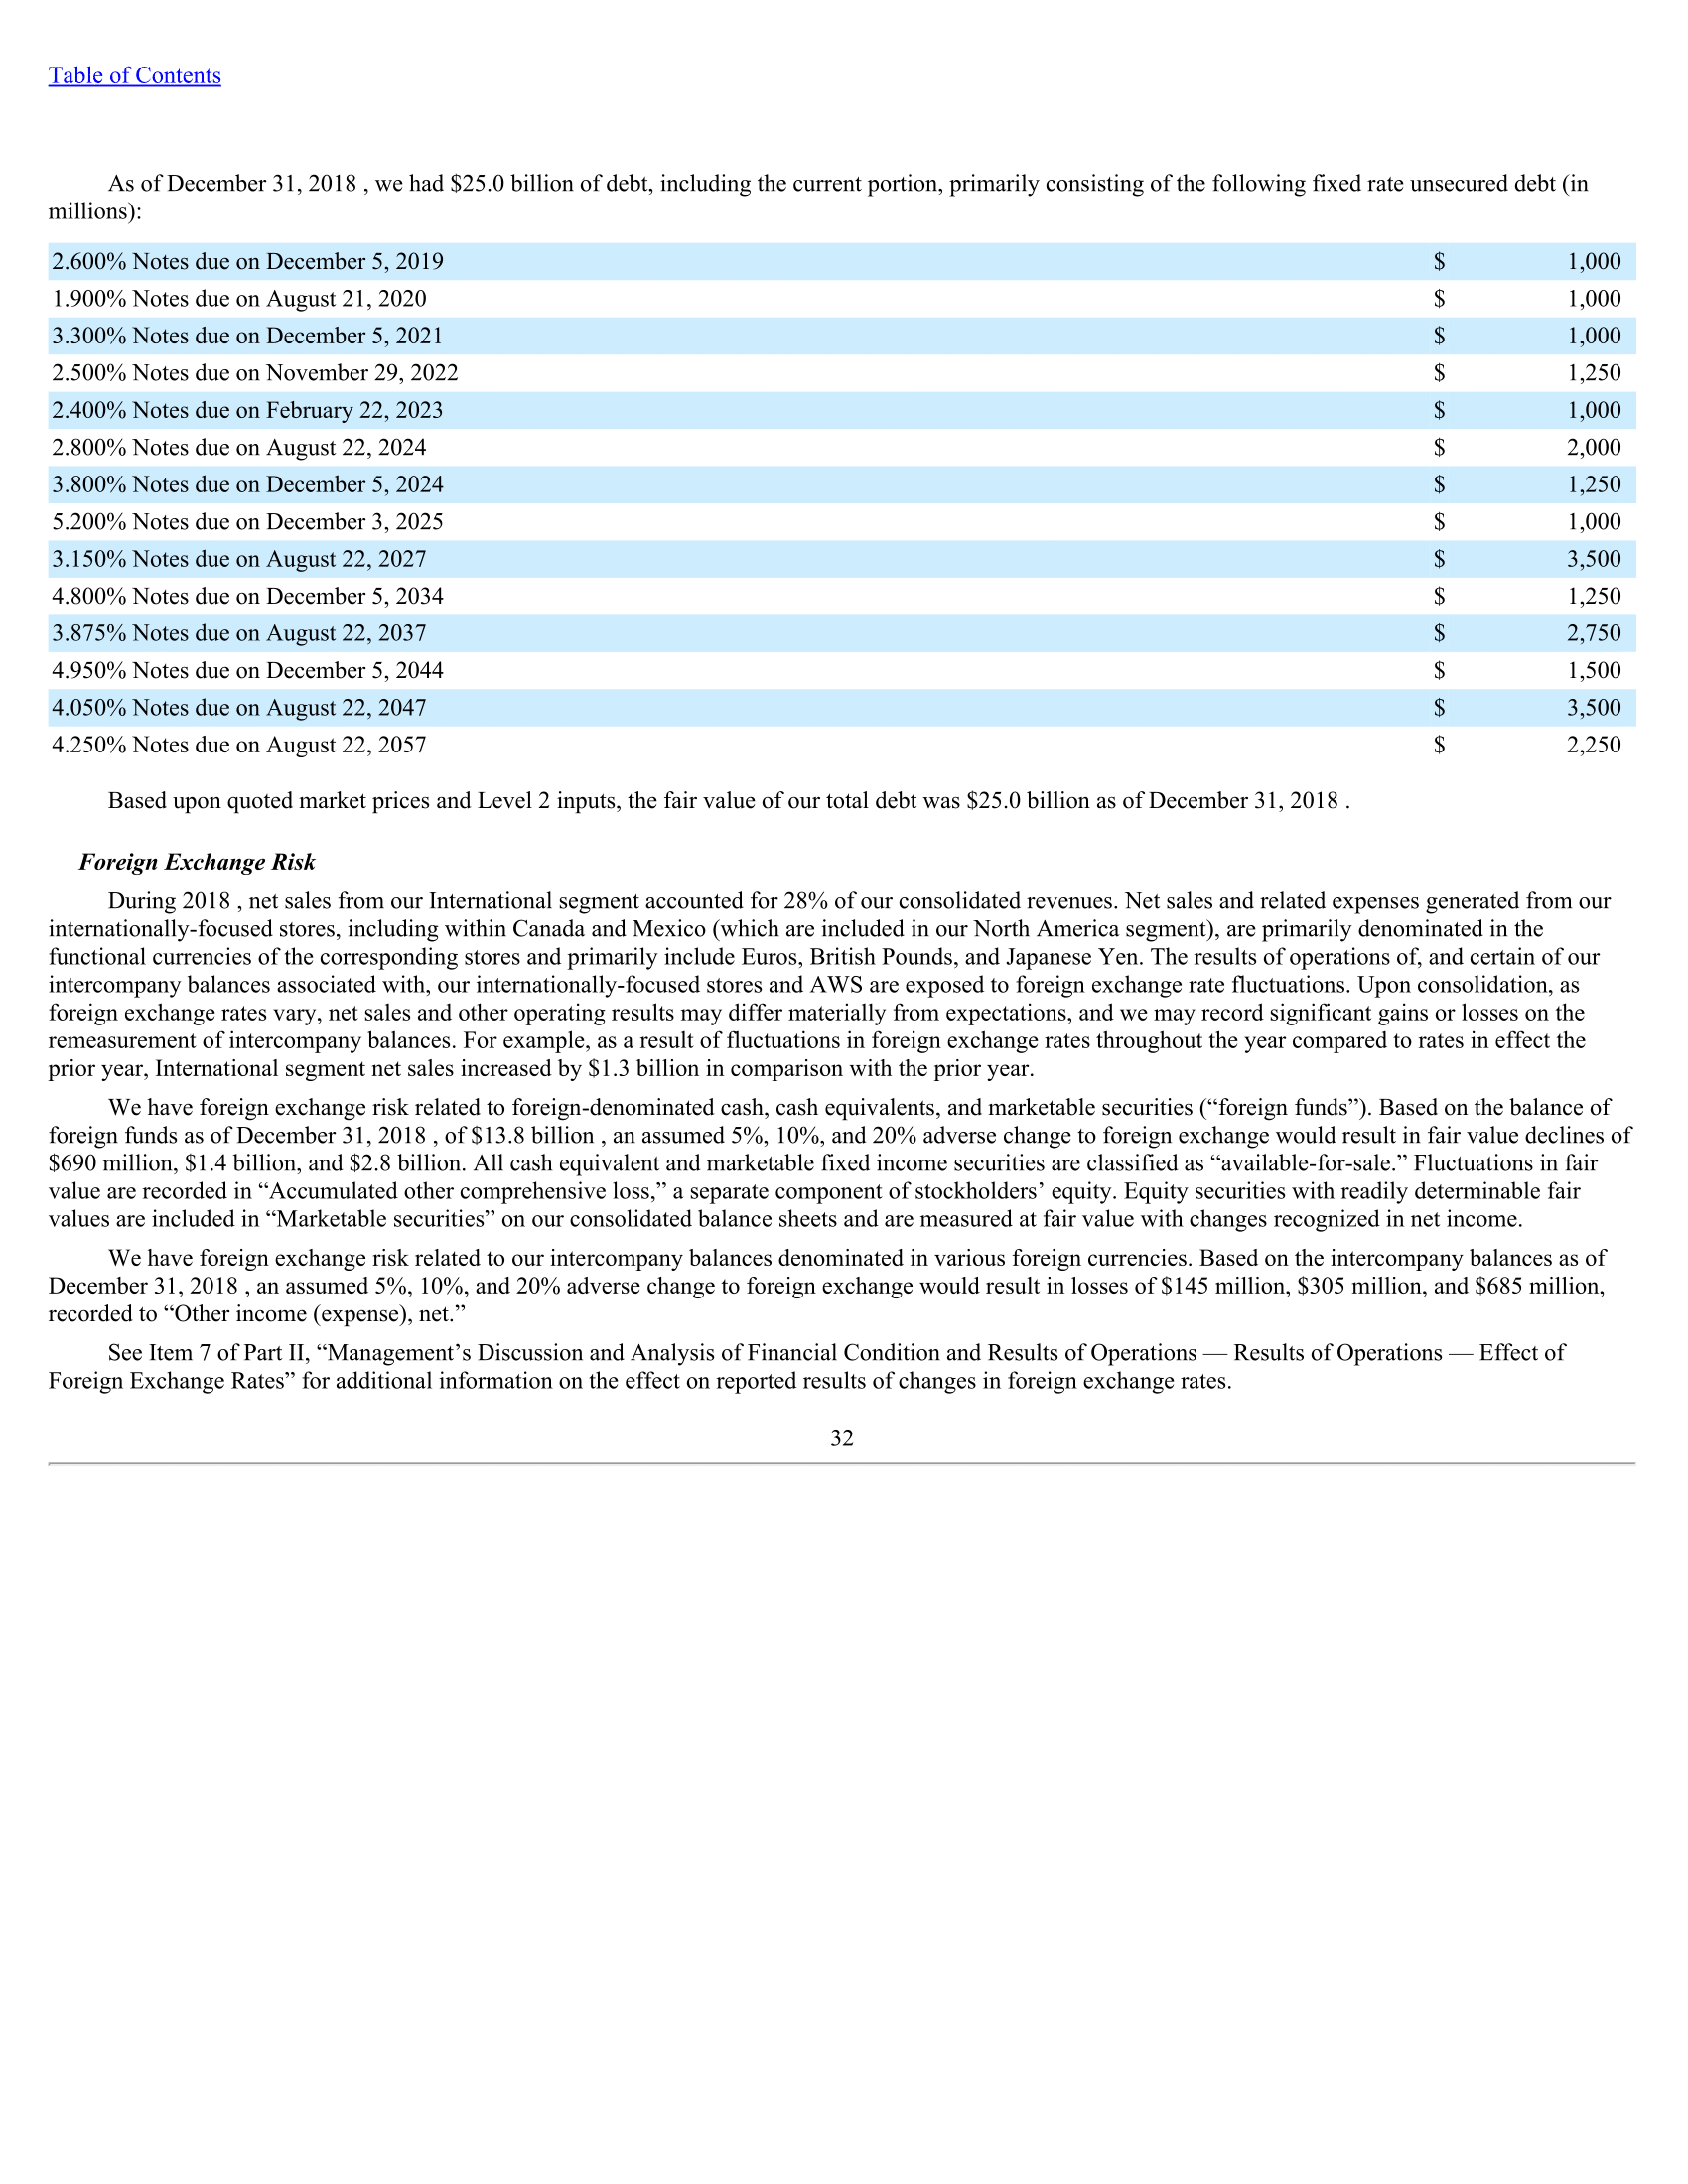 Table of Contents
As of December 31, 2018 , we had $25.0 billion of debt, including the current portion, primarily consisting of the following fixed rate unsecured debt (in
millions):
2.600% Notes due on December 5, 2019 $ 1,000
1.900% Notes due on August 21, 2020 $ 1,000
3.300% Notes due on December 5, 2021 $ 1,000
2.500% Notes due on November 29, 2022 $ 1,250
2.400% Notes due on February 22, 2023 $ 1,000
2.800% Notes due on August 22, 2024 $ 2,000
3.800% Notes due on December 5, 2024 $ 1,250
5.200% Notes due on December 3, 2025 $ 1,000
3.150% Notes due on August 22, 2027 $ 3,500
4.800% Notes due on December 5, 2034 $ 1,250
3.875% Notes due on August 22, 2037 $ 2,750
4.950% Notes due on December 5, 2044 $ 1,500
4.050% Notes due on August 22, 2047 $ 3,500
4.250% Notes due on August 22, 2057 $ 2,250
Based upon quoted market prices and Level 2 inputs, the fair value of our total debt was $25.0 billion as of December 31, 2018 .
Foreign Exchange Risk
During 2018 , net sales from our International segment accounted for 28% of our consolidated revenues. Net sales and related expenses generated from our
internationally-focused stores, including within Canada and Mexico (which are included in our North America segment), are primarily denominated in the
functional currencies of the corresponding stores and primarily include Euros, British Pounds, and Japanese Yen. The results of operations of, and certain of our
intercompany balances associated with, our internationally-focused stores and AWS are exposed to foreign exchange rate fluctuations. Upon consolidation, as
foreign exchange rates vary, net sales and other operating results may differ materially from expectations, and we may record significant gains or losses on the
remeasurement of intercompany balances. For example, as a result of fluctuations in foreign exchange rates throughout the year compared to rates in effect the
prior year, International segment net sales increased by $1.3 billion in comparison with the prior year.
We have foreign exchange risk related to foreign-denominated cash, cash equivalents, and marketable securities (“foreign funds”). Based on the balance of
foreign funds as of December 31, 2018 , of $13.8 billion , an assumed 5%, 10%, and 20% adverse change to foreign exchange would result in fair value declines of
$690 million, $1.4 billion, and $2.8 billion. All cash equivalent and marketable fixed income securities are classified as “available-for-sale.” Fluctuations in fair
value are recorded in “Accumulated other comprehensive loss,” a separate component of stockholders’ equity. Equity securities with readily determinable fair
values are included in “Marketable securities” on our consolidated balance sheets and are measured at fair value with changes recognized in net income.
We have foreign exchange risk related to our intercompany balances denominated in various foreign currencies. Based on the intercompany balances as of
December 31, 2018 , an assumed 5%, 10%, and 20% adverse change to foreign exchange would result in losses of $145 million, $305 million, and $685 million,
recorded to “Other income (expense), net.”
See Item 7 of Part II, “Management’s Discussion and Analysis of Financial Condition and Results of Operations — Results of Operations — Effect of
Foreign Exchange Rates” for additional information on the effect on reported results of changes in foreign exchange rates.
32